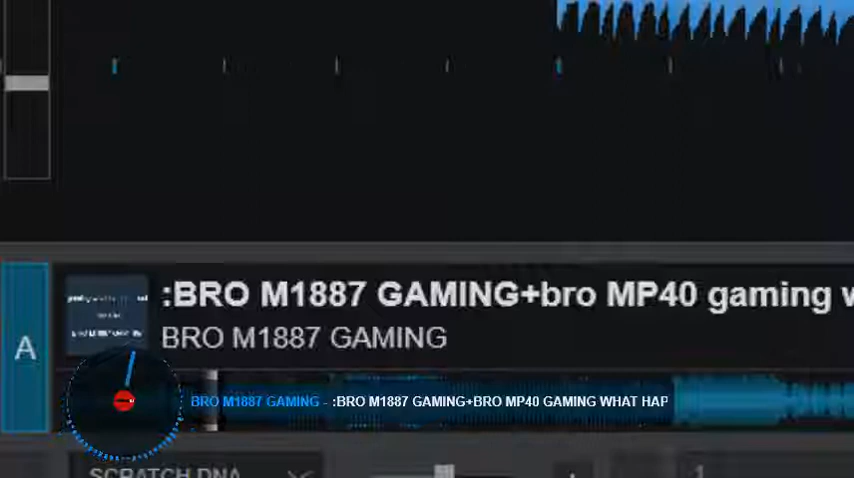 :BRO M1887 GAMING+bro MP40 gaming w
BRO M1887 GAMING
A
BRO M1887 GAMING - :BRO M1887 GAMING+BRO MP40 GAMING WHAT HAP
SCRATCH DNA
1